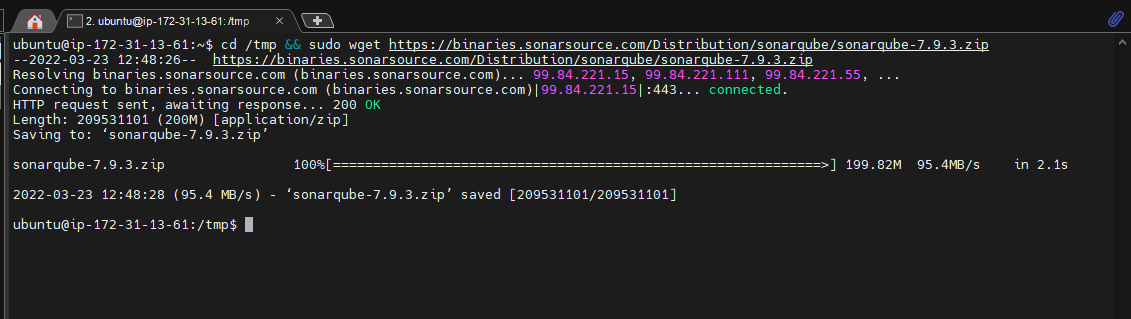 2. ubuntu@ip-172-31-13-61: /tmp
ubuntu@ip-172-31-13-61:~$ cd /tmp && sudo wget https://binaries.sonarsource.com/Distribution/sonarqube/sonarqube-7.9.3.zip
--2022-03-23 12:48:26--  https://binaries.sonarsource.com/Distribution/sonarqube/sonarqube-7.9.3.zip
Resolving binaries.sonarsource.com (binaries.sonarsource.com)... 99.84.221.15, 99.84.221.111, 99.84.221.55, ...
Connecting to binaries.sonarsource.com (binaries.sonarsource.com)|99.84.221.15|:443... connected.
HTTP request sent, awaiting response... 200 OK
Length: 209531101 (200M) [application/zip]
Saving to: ‘sonarqube-7.9.3.zip’
sonarqube-7.9.3.zip 100%[=============================================================>] 199.82M 95.4MB/s in 2.1s
2022-03-23 12:48:28 (95.4 MB/s) - ‘sonarqube-7.9.3.zip’ saved [209531101/209531101]
ubuntu@ip-172-31-13-61:/tmp$